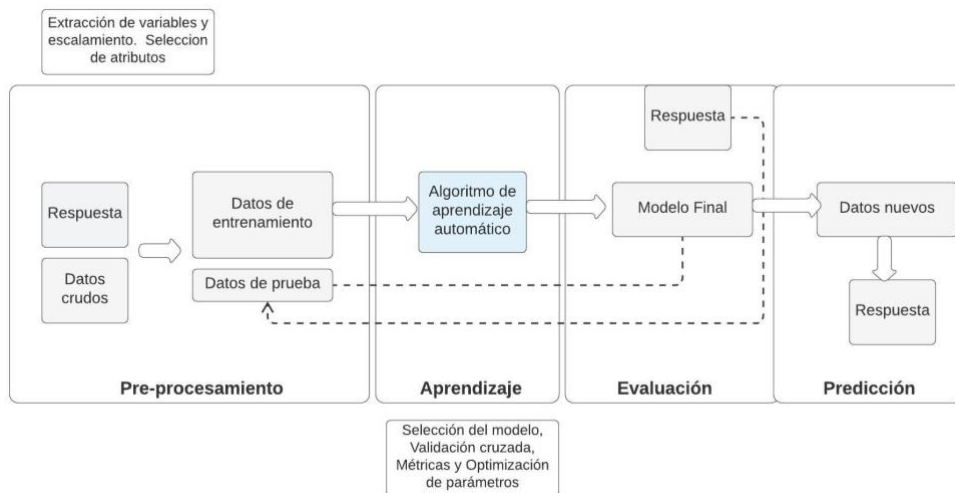 Extracción de variables y
escalamiento. Seleccion
de atributos
Respuesta
Datos
crudos
Datos de
entrenamiento
Datos de prueba
Pre-procesamiento
Algoritmo de
aprendizaje
automático
Aprendizaje
Respuesta
Modelo Final
Evaluación
Datos nuevos
Respuesta
Predicción
Selección del modelo,
Validación cruzada,
Métricas y Optimización
de parámetros